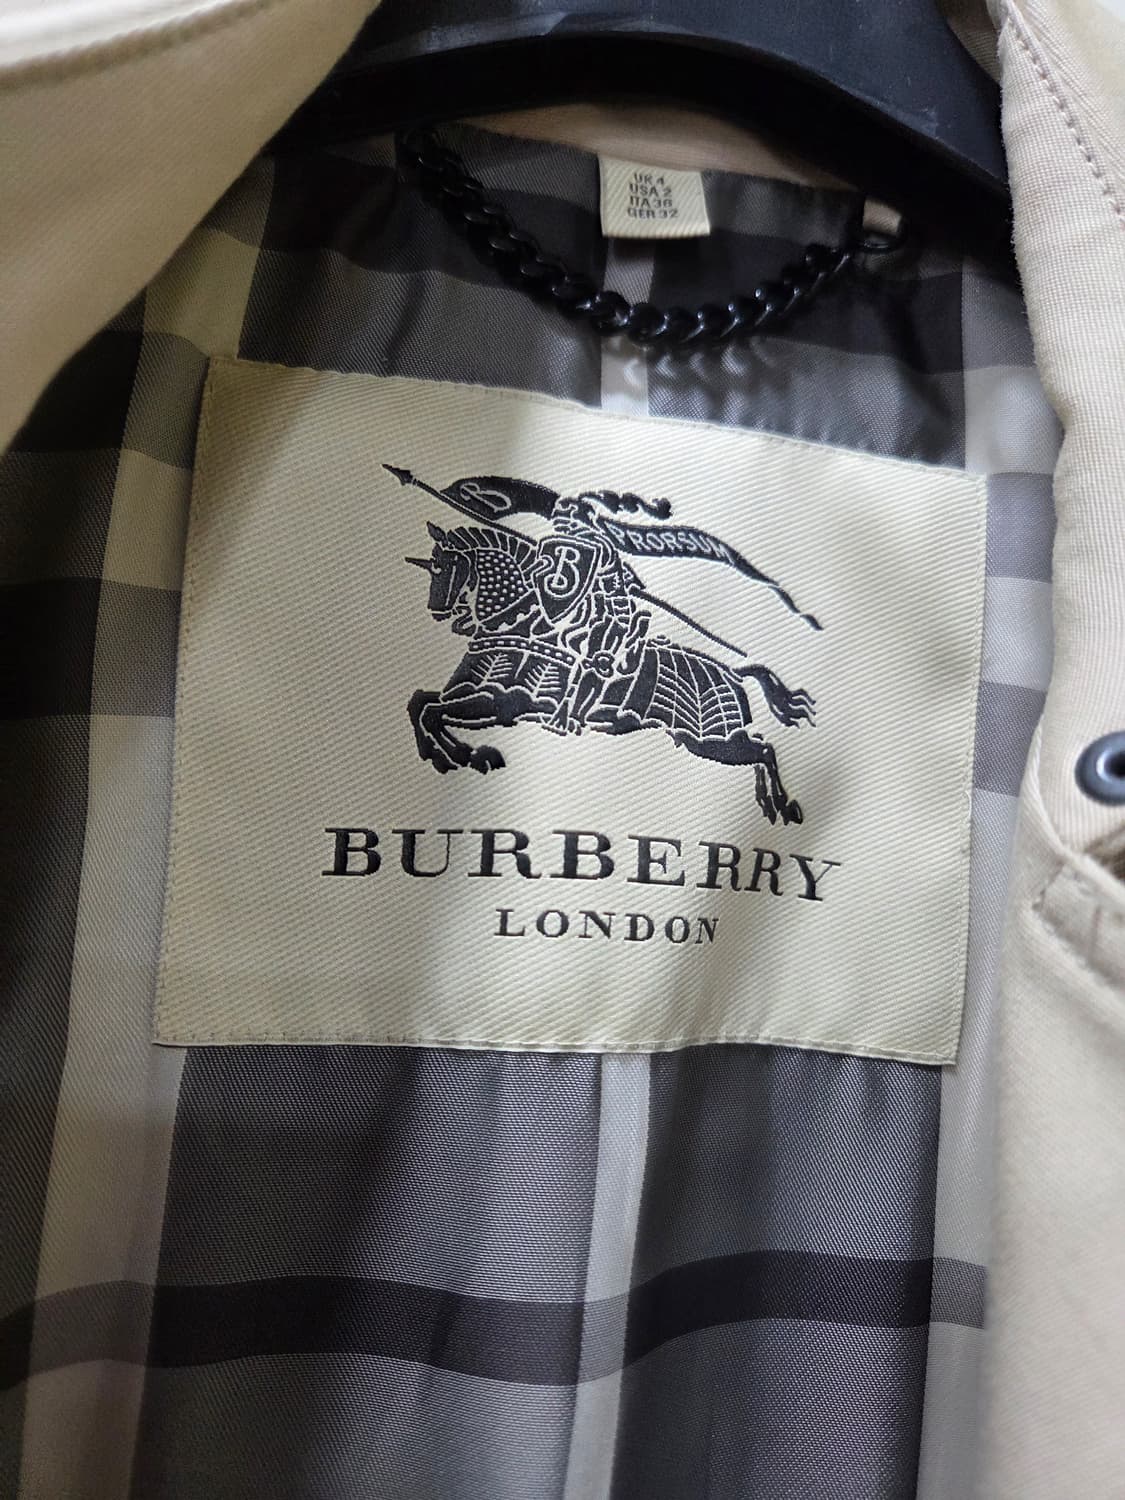 UK 4
USA 2
ITA 36
GER 32
B
PRORSUM
B
BURBERRY
LONDON